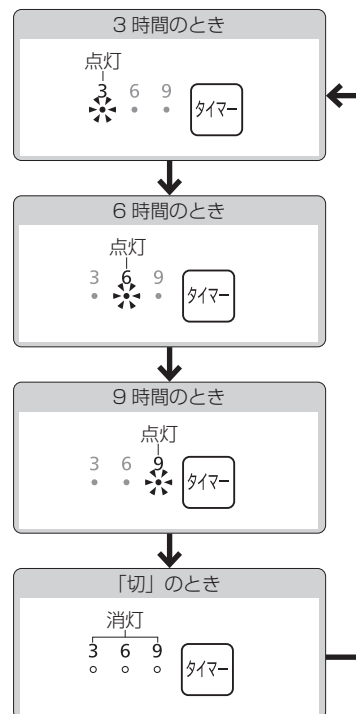 3時間のとき
点灯
3 6 9
タイマー
6時間のとき
点灯
3 6 9
タイマー
9時間のとき
点灯
3 6 9
タイマー
「切」のとき
消灯
3 6 9
タイマー